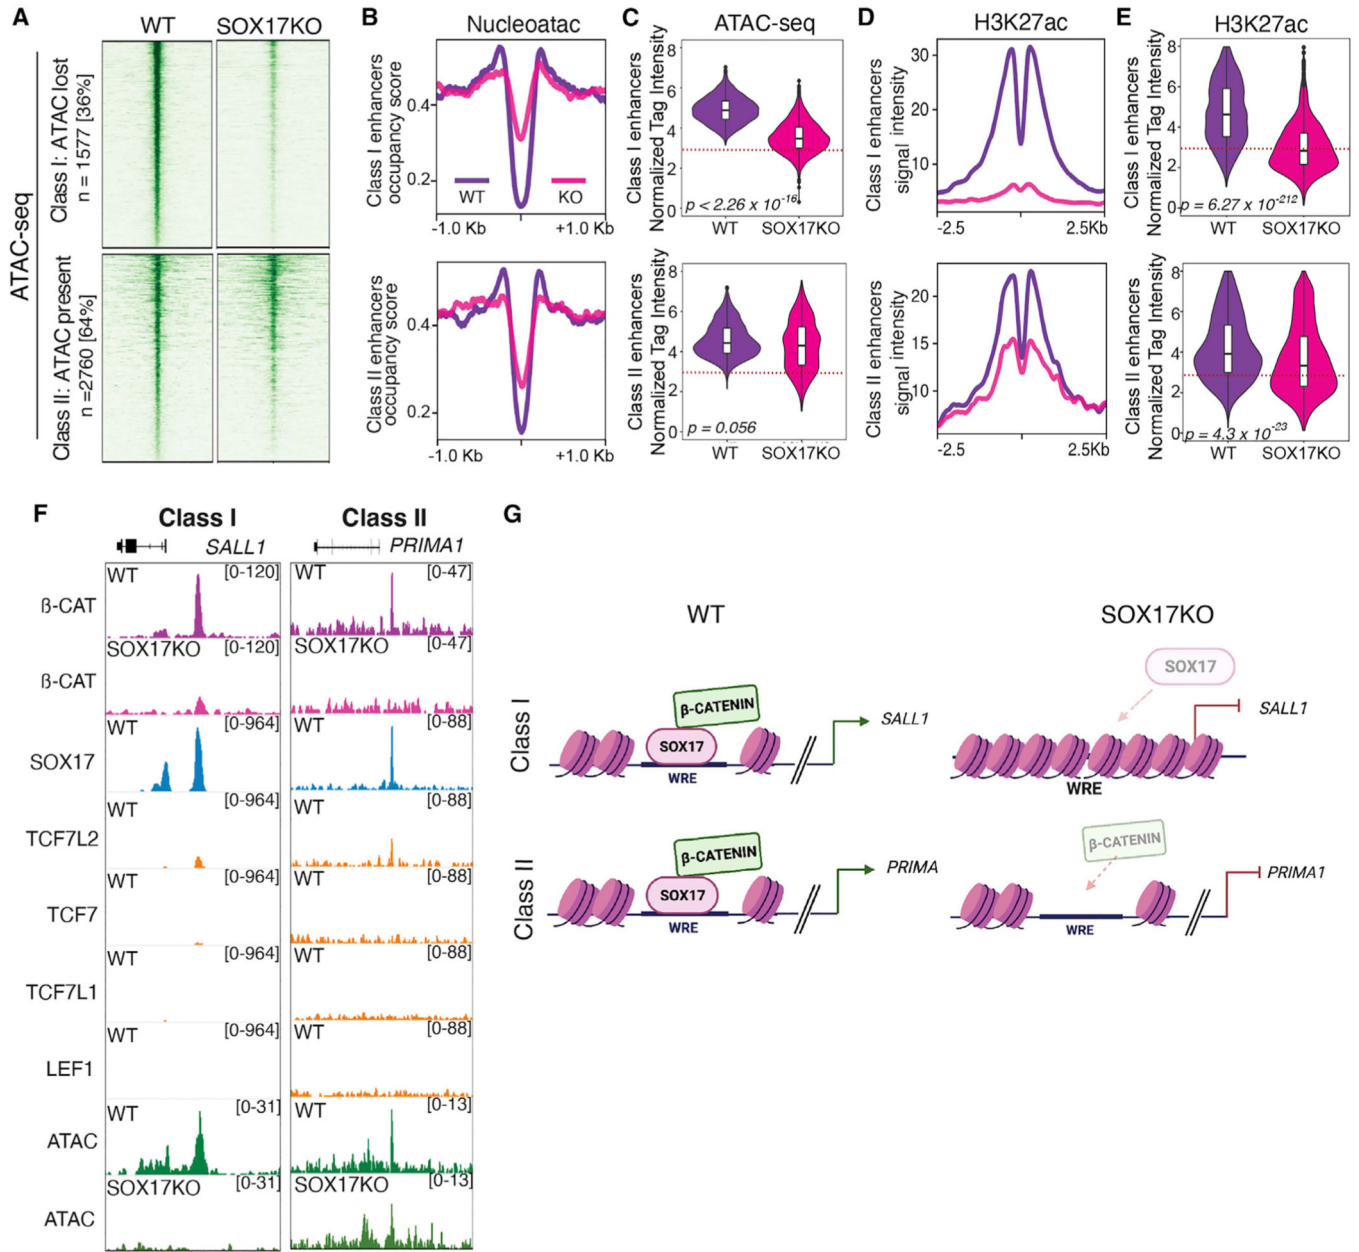 A
WT
SOX17KO
ATAC-seq
Class I: ATAC lost
n = 1577 [36%]
Class II: ATAC present
n =2760 [64%]
B
Nucleoatac
Class I enhancers
occupancy score
0.4
0.2
WT
KO
-1.0 Kb
+1.0 Kb
Class II enhancers
occupancy score
0.4
0.2
-1.0 Kb
+1.0 Kb
C
ATAC-seq
Class I enhancers
Normalized Tag Intensity
8
6
4
2
0
p < 2.26 x 10-16
WT
SOX17KO
Class II enhancers
Normalized Tag Intensity
8
6
4
2
0
p = 0.056
WT
SOX17KO
D
H3K27ac
Class I enhancers
signal intensity
30
20
10
-2.5
2.5Kb
Class II enhancers
signal intensity
20
15
10
-2.5
2.5Kb
E
H3K27ac
Class I enhancers
Normalized Tag Intensity
8
6
4
2
0
p = 6.27 x 10-212
WT
SOX17KO
Class II enhancers
Normalized Tag Intensity
8
6
4
2
0
p = 4.3 x 10-23
WT
SOX17KO
F
Class I
Class II
SALL1
PRIMA1
ß-CAT
WT
[0-120]
WT
[0-47]
ß-CAT
SOX17KO
[0-120]
SOX17KO
[0-47]
SOX17
WT
[0-964]
WT
[0-88]
TCF7L2
WT
[0-964]
WT
[0-88]
TCF7
WT
[0-964]
WT
[0-88]
TCF7L1
WT
[0-964]
WT
[0-88]
LEF1
WT
[0-964]
WT
[0-88]
ATAC
WT
[0-31]
WT
[0-13]
ATAC
SOX17KO
[0-31]
SOX17KO
[0-13]
G
WT
SOX17KO
Class I
β-CATENIN
SOX17
WRE
SALL1
SOX17
WRE
SALL1
Class II
β-CATENIN
SOX17
WRE
PRIMA
β-CATENIN
WRE
PRIMA1